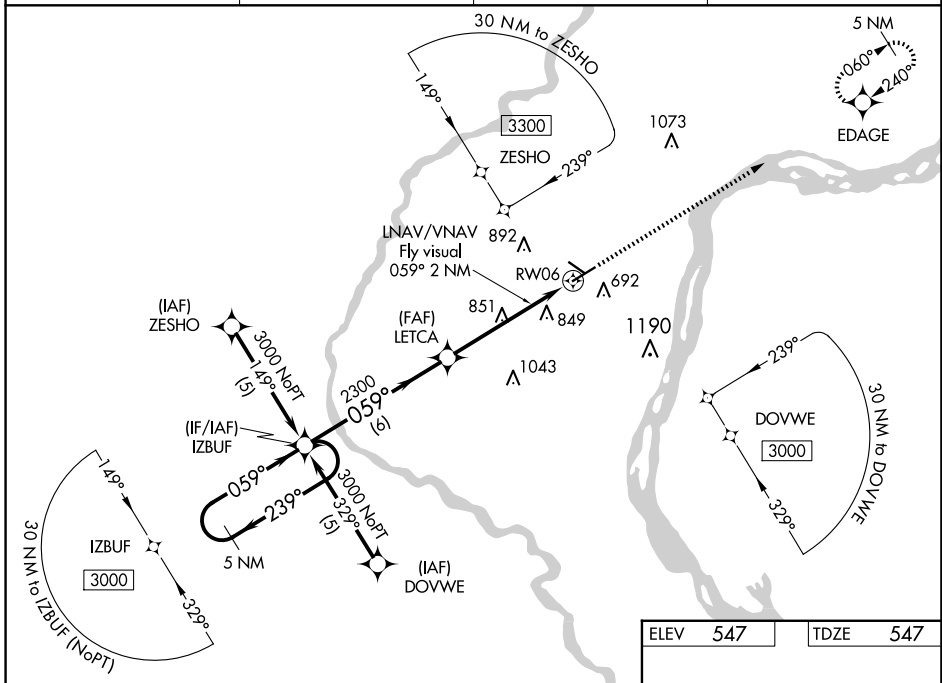 30 NM to ZESHO
149°
3300
ZESHO
239°
5 NM
060°
240°
EDAGE
1073
LNAV/VNAV
Fly visual
059° 2 NM
892
RW06
692
851
849
1190
1043
(IAF)
ZESHO
3000 NoPT
149°
(5)
(FAF)
LETCA
2300
059°
(6)
(IF/IAF)
IZBUF
059°
239°
5 NM
3000 NoPT
329°
(5)
(IAF)
DOVWE
239°
DOVWE
3000
329°
30 NM to DOVWE
149°
IZBUF
3000
329°
30 NM to IZBUF (NoPT)
ELEV 547
TDZE 547